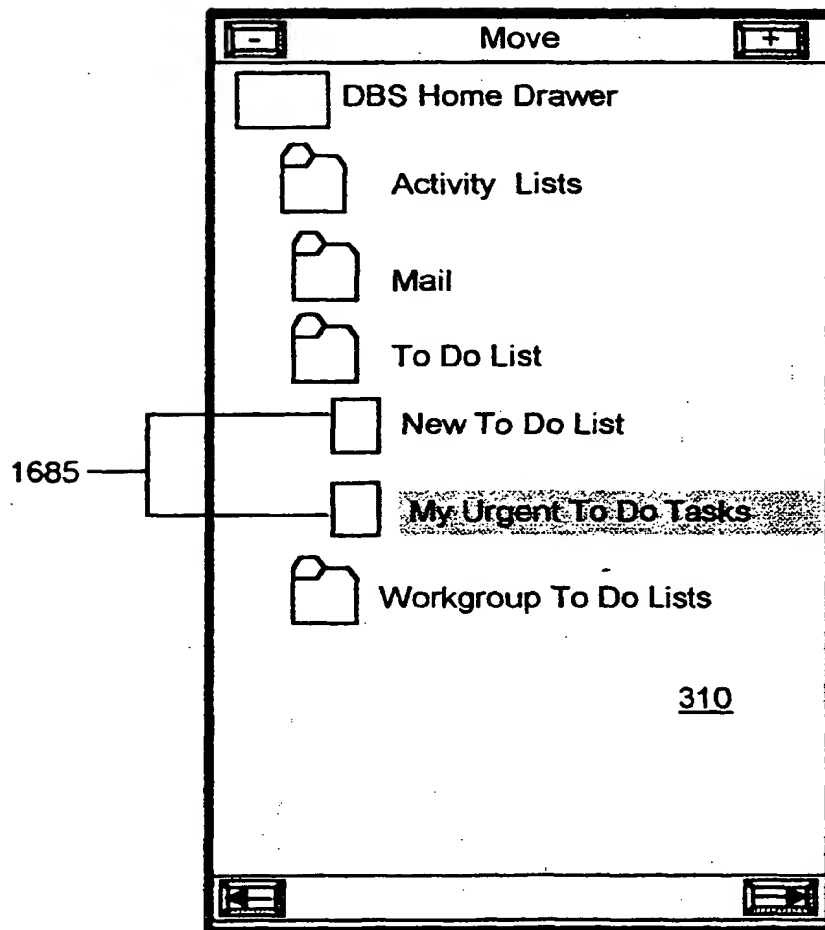 - Move +
DBS Home Drawer
Activity Lists
Mail
To Do List
New To Do List
1685
My Urgent To Do Tasks
Workgroup To Do Lists
310